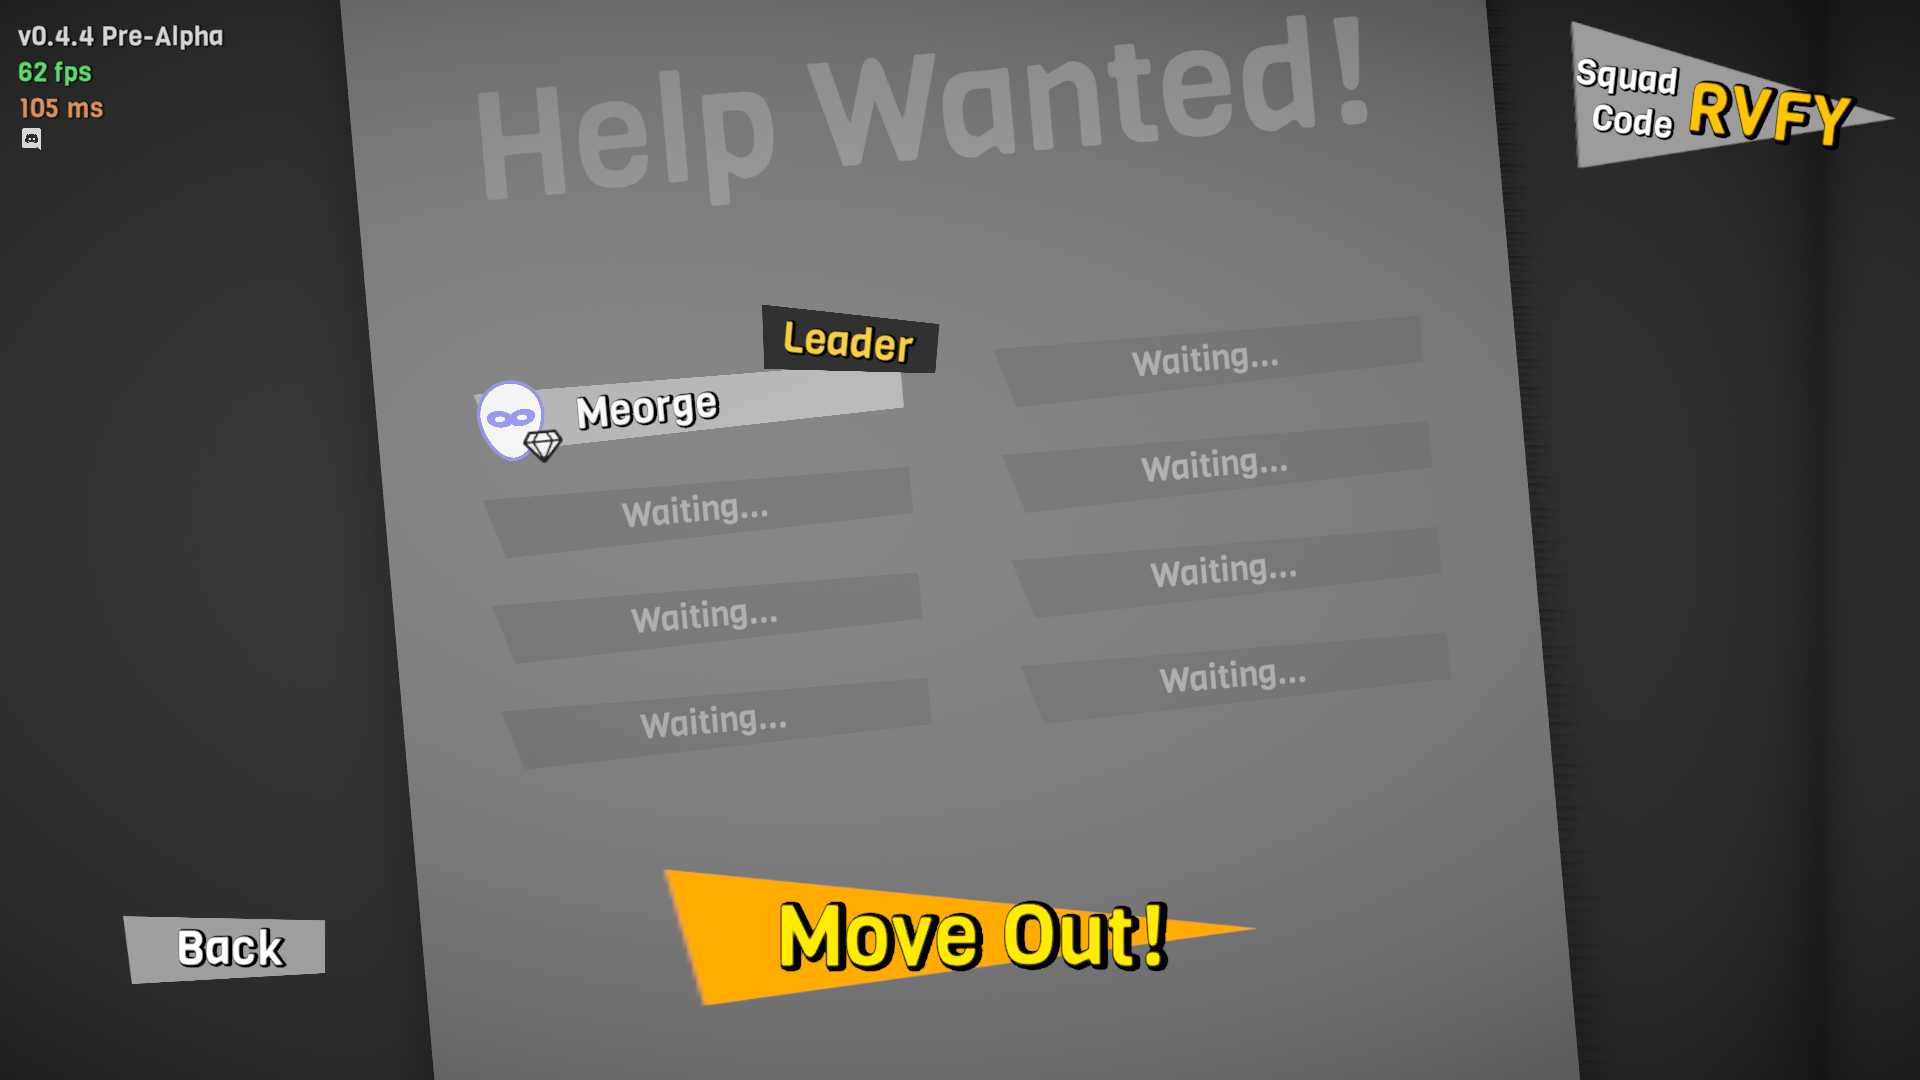 v0.4.4 Pre-Alpha
62 fps
105 ms
Help Wanted!
Squad
Code RVFY
Leader
Meorge
Waiting...
Waiting...
Waiting...
Waiting...
Waiting...
Waiting...
Waiting...
Back
Move Out!